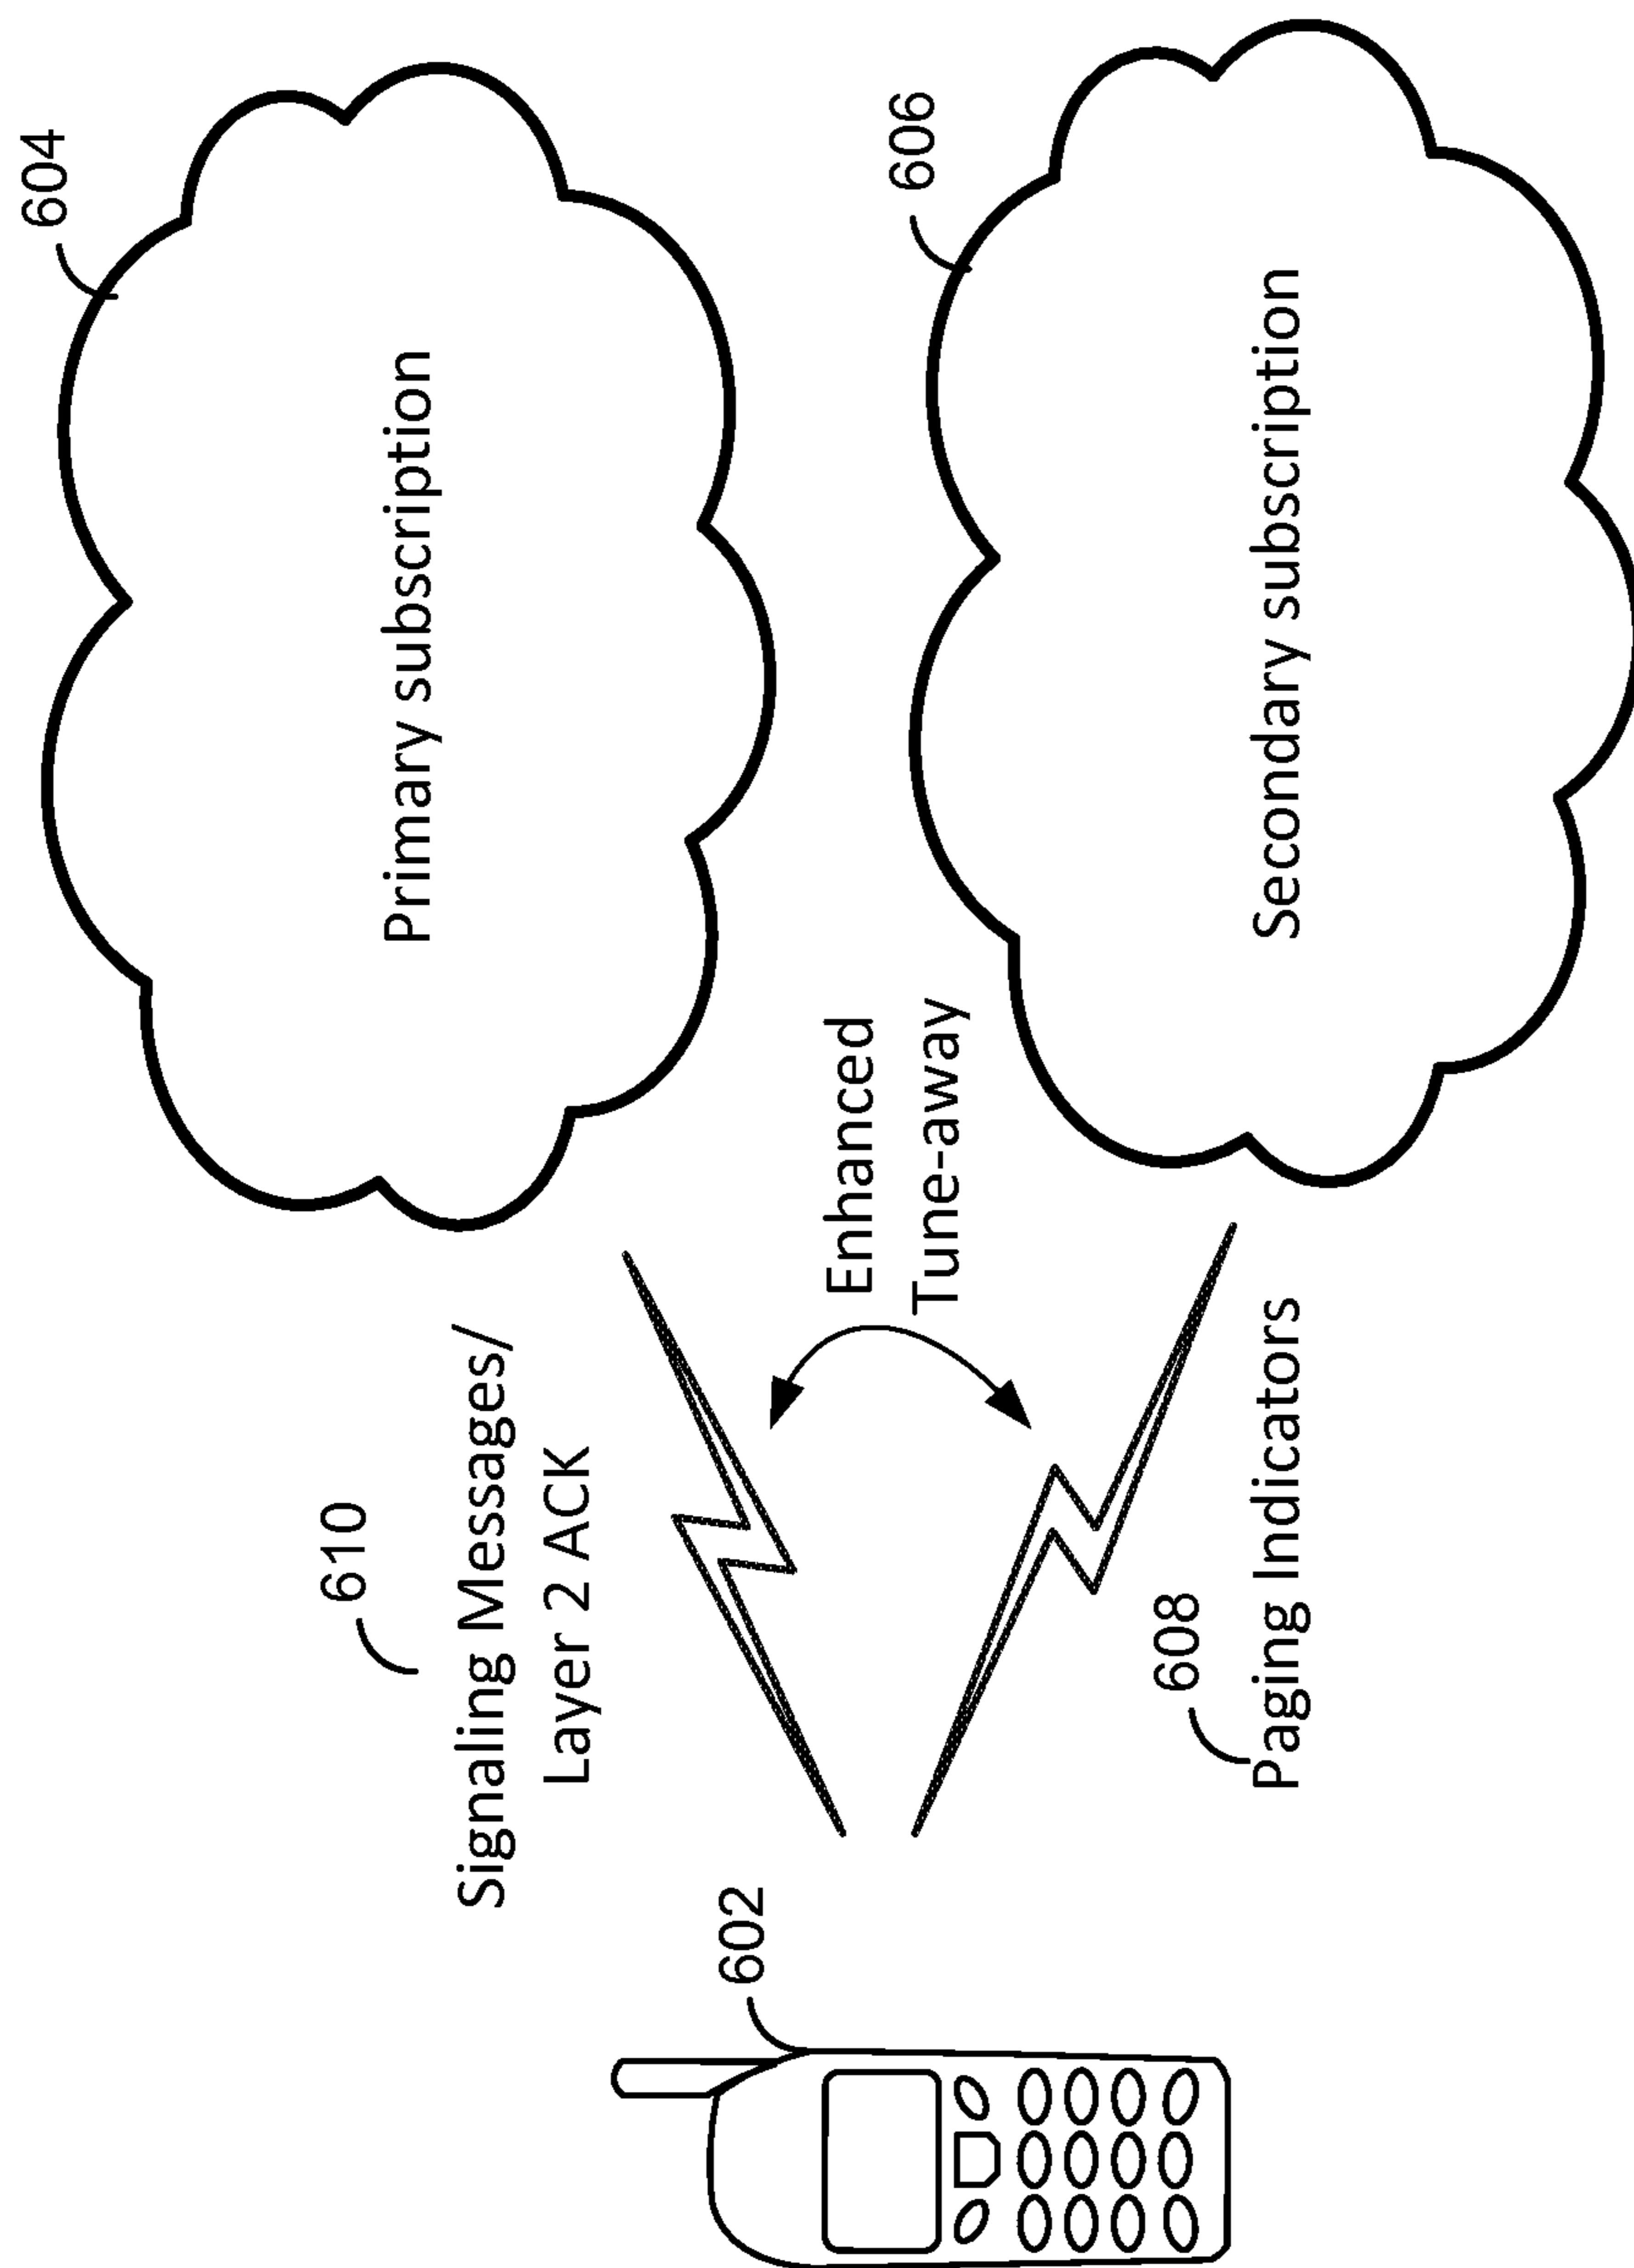 604
Primary subscription
610
Signaling Messages/
Layer 2 ACK
602
Enhanced
Tune-away
606
608
Paging Indicators
Secondary subscription